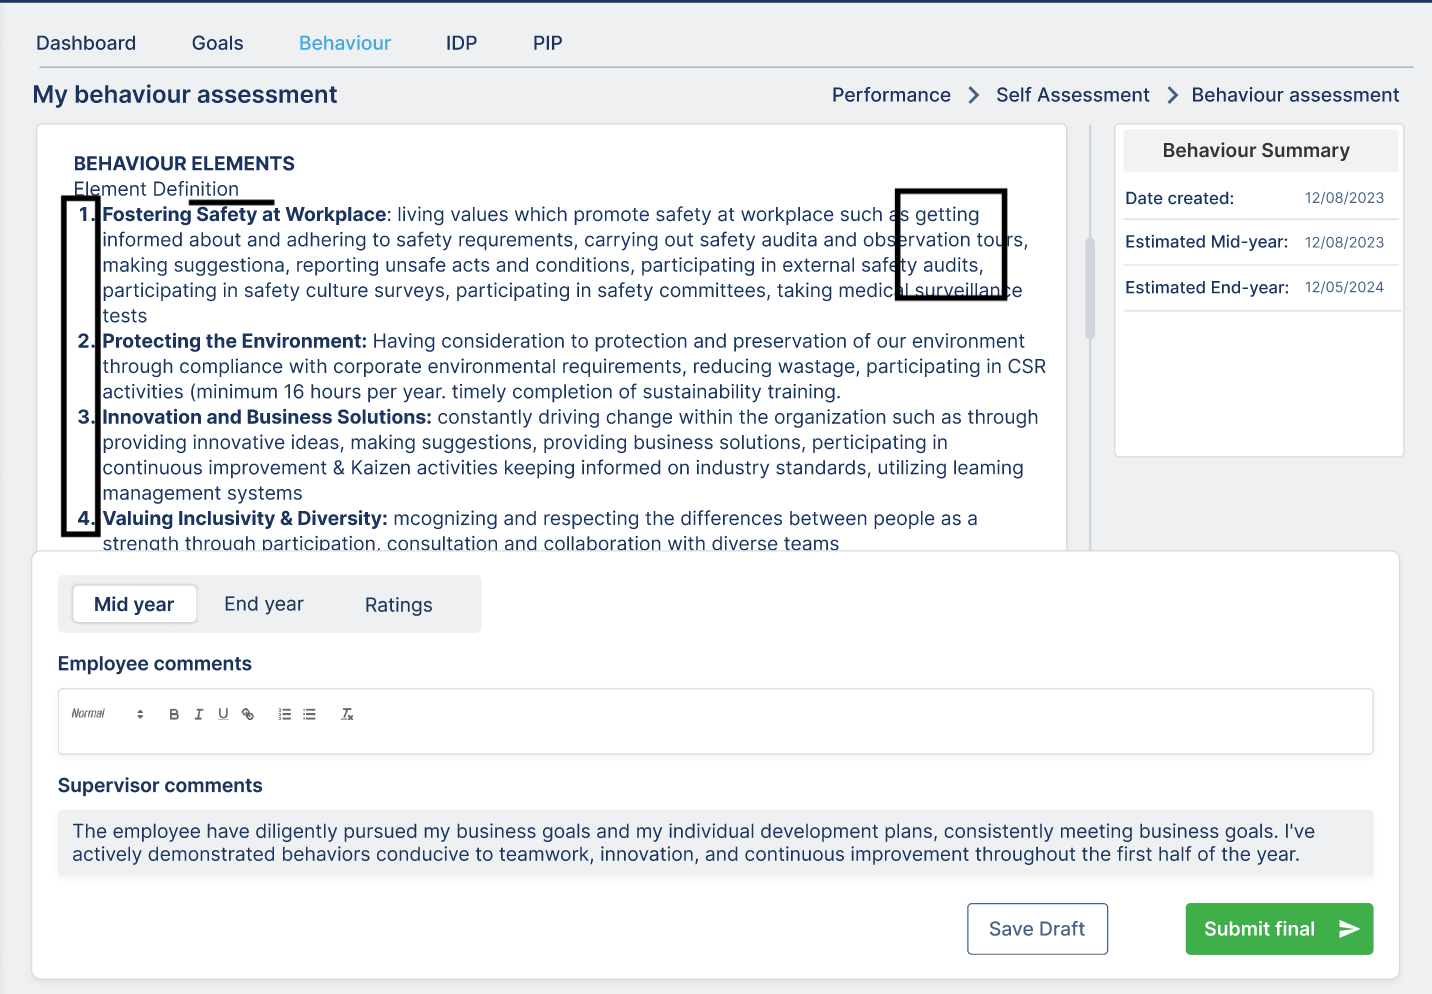 Dashboard Goals Behaviour IDP PIP
My behaviour assessment
Performance > Self Assessment > Behaviour assessment
BEHAVIOUR ELEMENTS
Element Definition
1. Fostering Safety at Workplace: living values which promote safety at workplace such as getting
informed about and adhering to safety requrements, carrying out safety audita and observation tours,
making suggestiona, reporting unsafe acts and conditions, participating in external safety audits,
participating in safety culture surveys, participating in safety committees, taking medical surveillance
tests
2. Protecting the Environment: Having consideration to protection and preservation of our environment
through compliance with corporate environmental requirements, reducing wastage, participating in CSR
activities (minimum 16 hours per year. timely completion of sustainability training.
3. Innovation and Business Solutions: constantly driving change within the organization such as through
providing innovative ideas, making suggestions, providing business solutions, perticipating in
continuous improvement & Kaizen activities keeping informed on industry standards, utilizing leaming
management systems
4. Valuing Inclusivity & Diversity: mcognizing and respecting the differences between people as a
strength through participation, consultation and collaboration with diverse teams
Behaviour Summary
Date created: 12/08/2023
Estimated Mid-year: 12/08/2023
Estimated End-year: 12/05/2024
Mid year End year Ratings
Employee comments
Normal B I U
Supervisor comments
The employee have diligently pursued my business goals and my individual development plans, consistently meeting business goals. I've
actively demonstrated behaviors conducive to teamwork, innovation, and continuous improvement throughout the first half of the year.
Save Draft Submit final